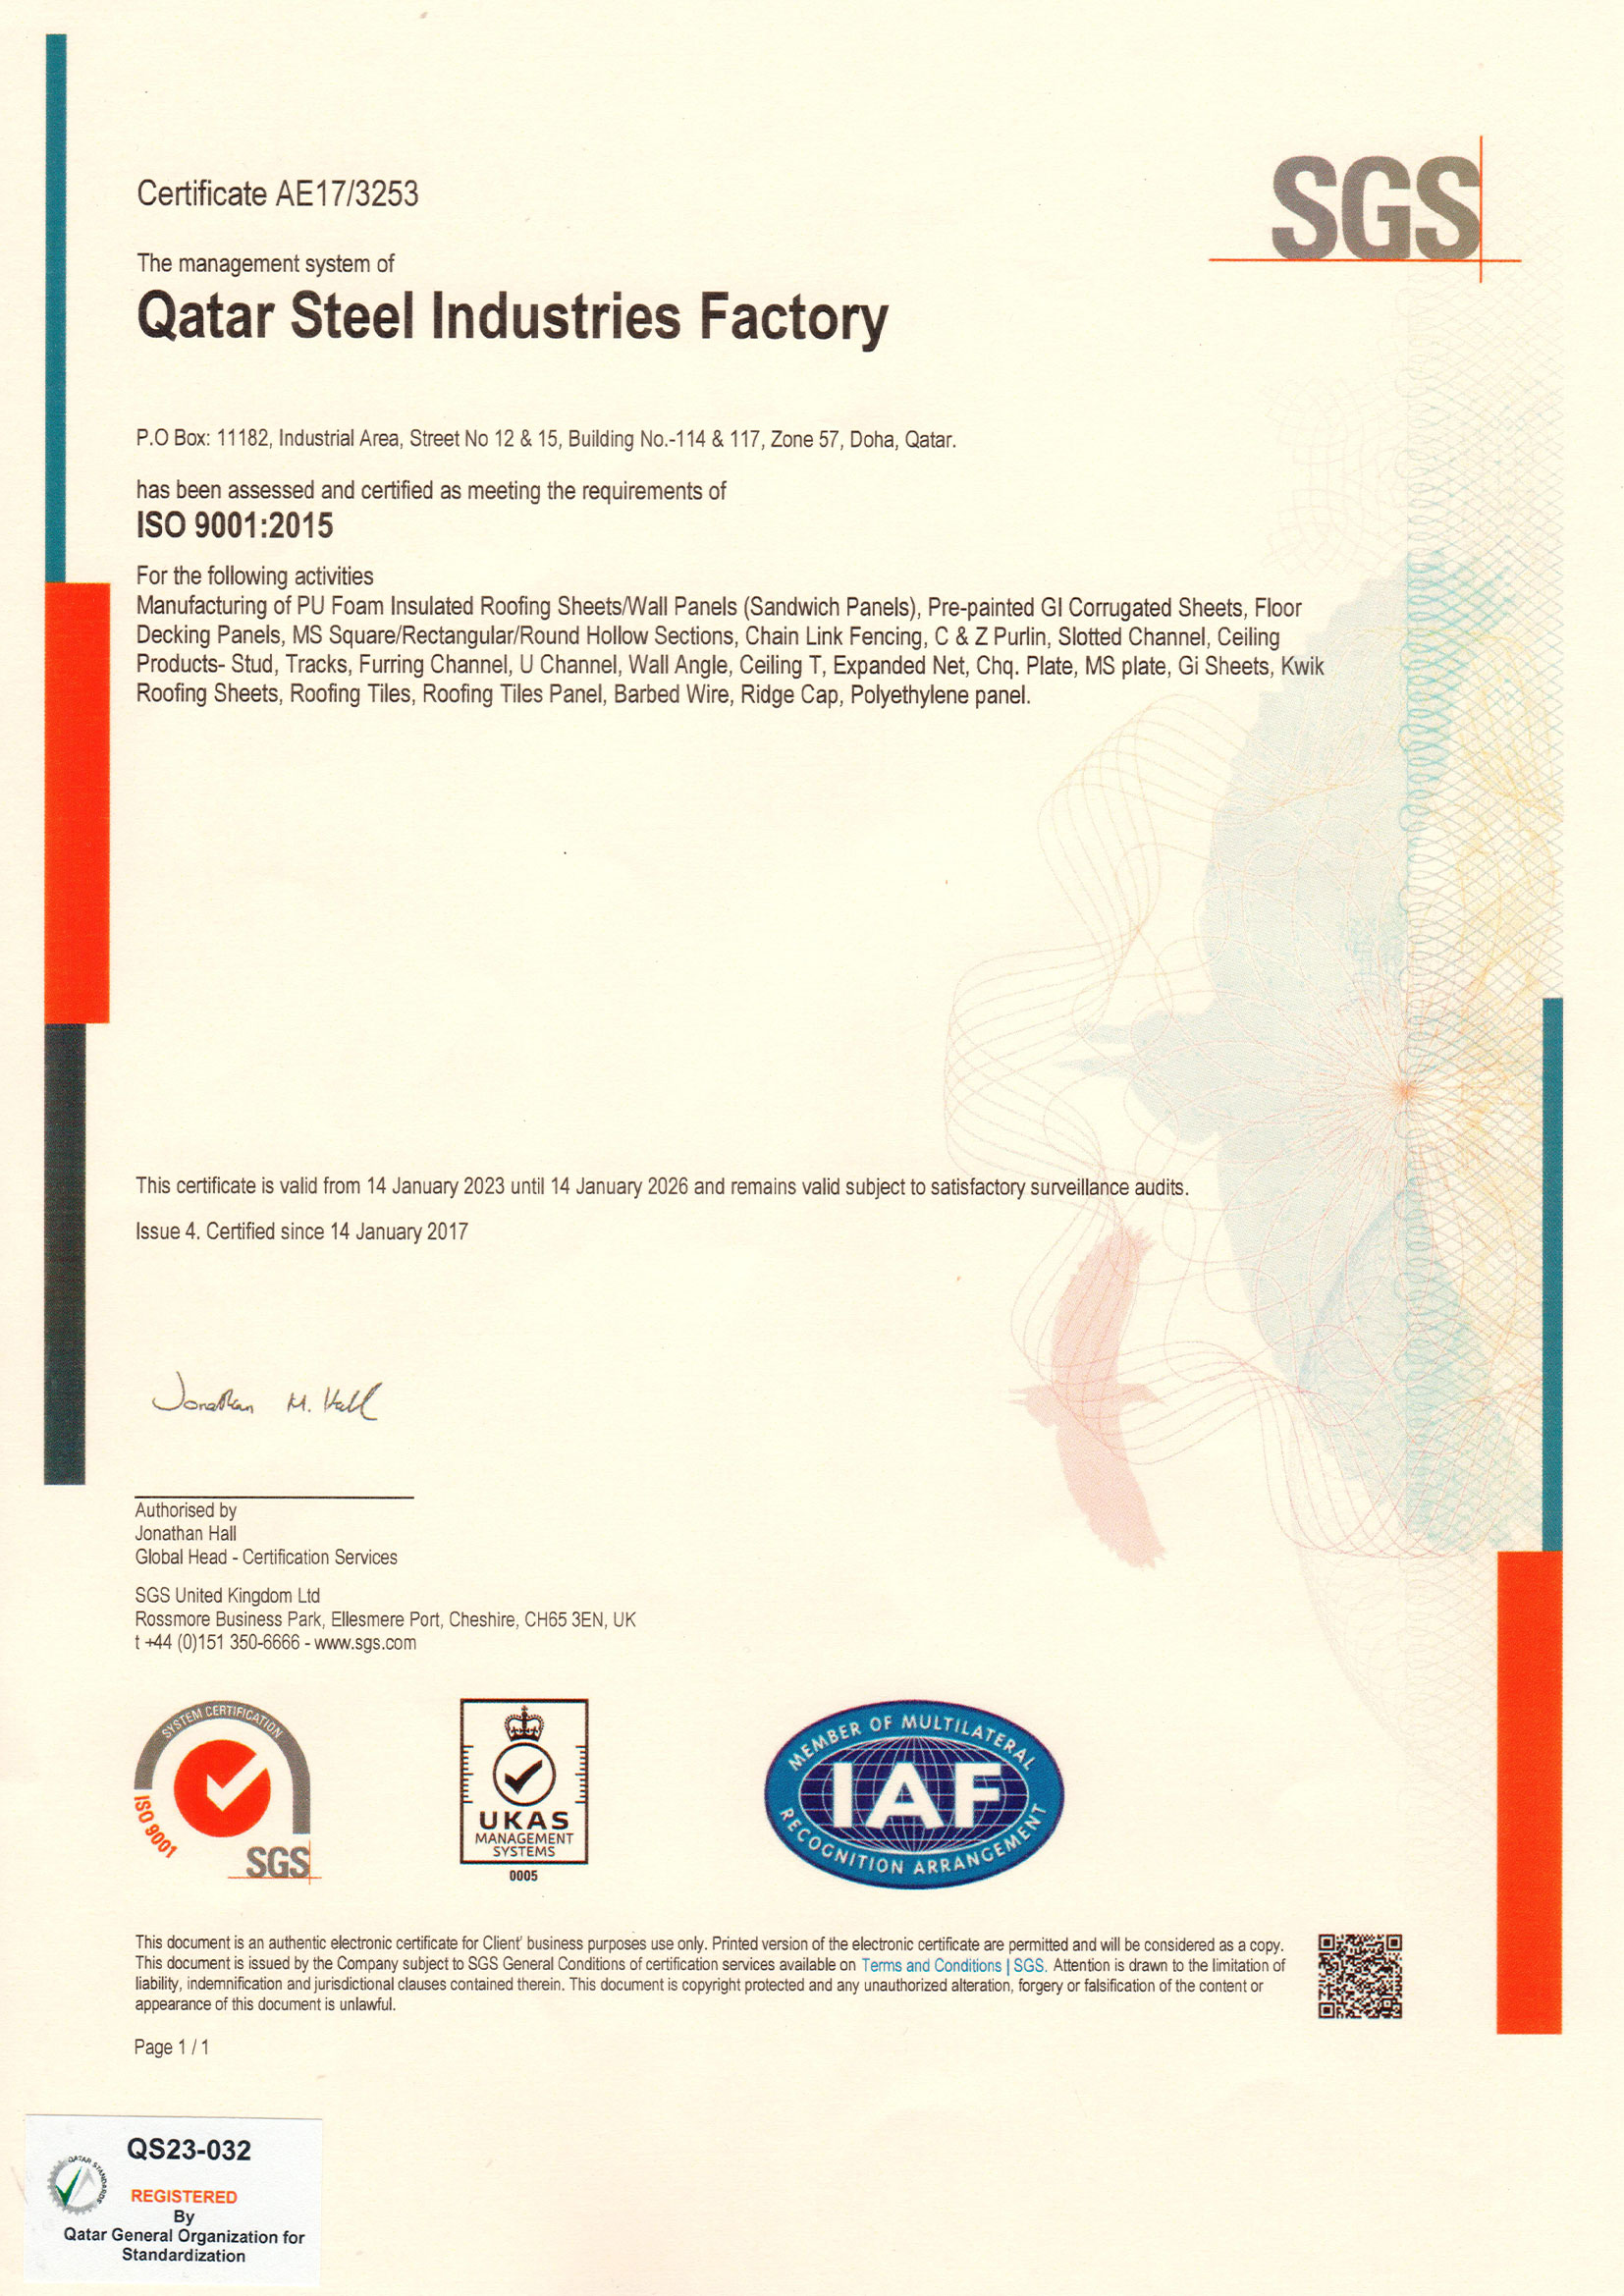 SGS
Certificate AE17/3253
The management system of
Qatar Steel Industries Factory
P.O Box: 11182, Industrial Area, Street No 12 & 15, Building No.-114 & 117, Zone 57, Doha, Qatar.
has been assessed and certified as meeting the requirements of
ISO 9001:2015
For the following activities
Manufacturing of PU Foam Insulated Roofing Sheets/Wall Panels (Sandwich Panels), Pre-painted GI Corrugated Sheets, Floor
Decking Panels, MS Square/Rectangular/Round Hollow Sections, Chain Link Fencing, C & Z Purlin, Slotted Channel, Ceiling
Products- Stud, Tracks, Furring Channel, U Channel, Wall Angle, Ceiling T, Expanded Net, Chq. Plate, MS plate, Gi Sheets, Kwik
Roofing Sheets, Roofing Tiles, Roofing Tiles Panel, Barbed Wire, Ridge Cap, Polyethylene panel.
This certificate is valid from 14 January 2023 until 14 January 2026 and remains valid subject to satisfactory surveillance audits.
Issue 4. Certified since 14 January 2017
Jonathan M. Hall
Authorised by
Jonathan Hall
Global Head - Certification Services
SGS United Kingdom Ltd
Rossmore Business Park, Ellesmere Port, Cheshire, CH65 3EN, UK
t +44 (0)151 350-6666 - www.sgs.com
SYSTEM CERTIFICATION
ISO 9001
SGS
UKAS
MANAGEMENT
SYSTEMS
0005
MEMBER OF MULTILATERAL
IAF
RECOGNITION ARRANGEMENT
This document is an authentic electronic certificate for Client' business purposes use only. Printed version of the electronic certificate are permitted and will be considered as a copy.
This document is issued by the Company subject to SGS General Conditions of certification services available on Terms and Conditions | SGS. Attention is drawn to the limitation of
liability, indemnification and jurisdictional clauses contained therein. This document is copyright protected and any unauthorized alteration, forgery or falsification of the content or
appearance of this document is unlawful.
Page 1 / 1
QS23-032
QATAR STANDARDS
REGISTERED
By
Qatar General Organization for
Standardization